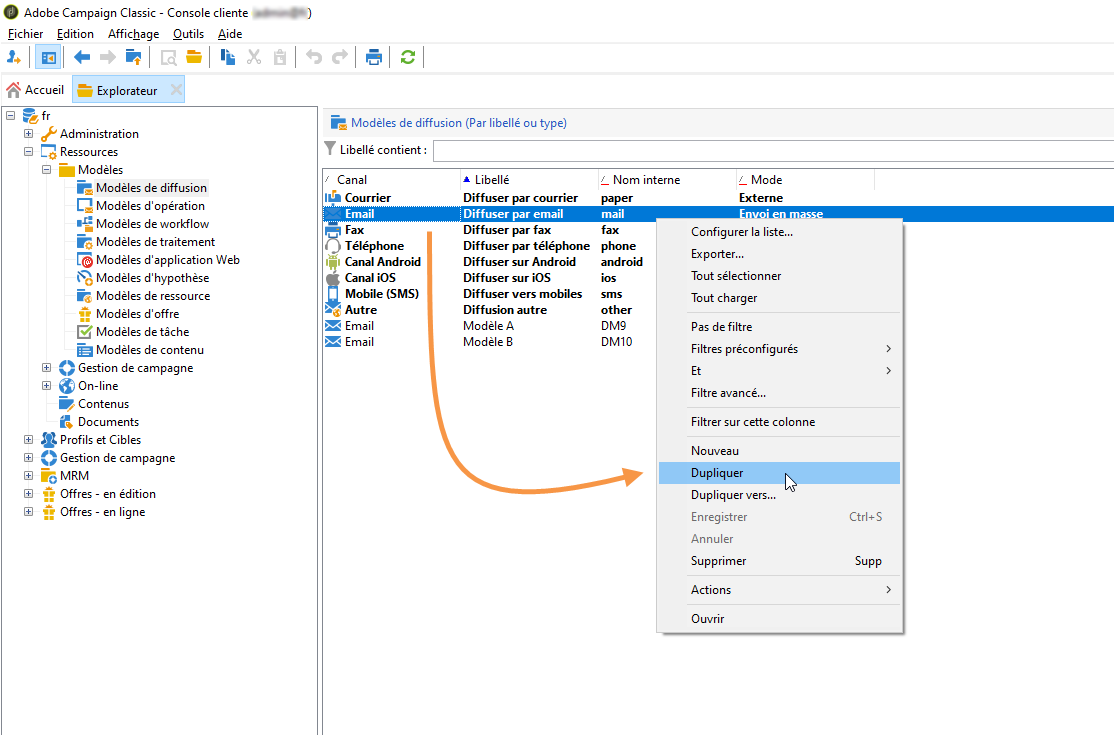 Adobe Campaign Classic - Console cliente
Fichier Edition Affichage Outils Aide
Accueil Explorateur
fr
Administration
Ressources
Modèles
Modèles de diffusion
Modèles d'opération
Modèles de workflow
Modèles de traitement
Modèles d'application Web
Modèles d'hypothèse
Modèles de ressource
Modèles d'offre
Modèles de tâche
Modèles de contenu
Gestion de campagne
On-line
Contenus
Documents
Profils et Cibles
Gestion de campagne
MRM
Offres - en édition
Offres - en ligne
Modèles de diffusion (Par libellé ou type)
Libellé contient :
Canal Libellé Nom interne Mode
Courrier Diffuser par courrier paper Externe
Email Diffuser par email mail Envoi en masse
Fax Diffuser par fax fax
Téléphone Diffuser par téléphone phone
Canal Android Diffuser sur Android android
Canal iOS Diffuser sur iOS ios
Mobile (SMS) Diffuser vers mobiles sms
Autre Diffusion autre other
Email Modèle A DM9
Email Modèle B DM10
Configurer la liste...
Exporter...
Tout sélectionner
Tout charger
Pas de filtre
Filtres préconfigurés
Et
Filtre avancé...
Filtrer sur cette colonne
Nouveau
Dupliquer
Dupliquer vers...
Enregistrer Ctrl+S
Annuler
Supprimer Supp
Actions
Ouvrir